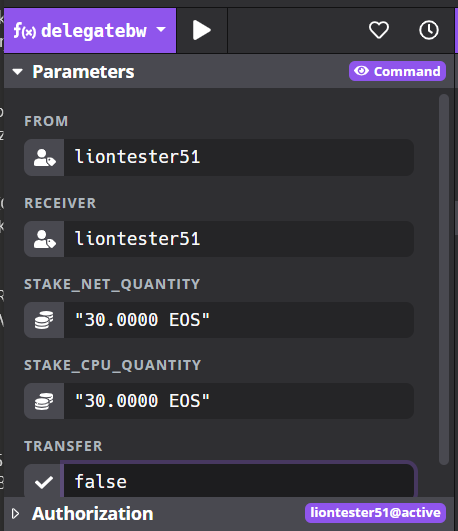 f(x) delegatebw
Parameters
Command
FROM
liontester51
RECEIVER
liontester51
STAKE_NET_QUANTITY
"30.0000 EOS"
STAKE_CPU_QUANTITY
"30.0000 EOS"
TRANSFER
false
Authorization
liontester51@active